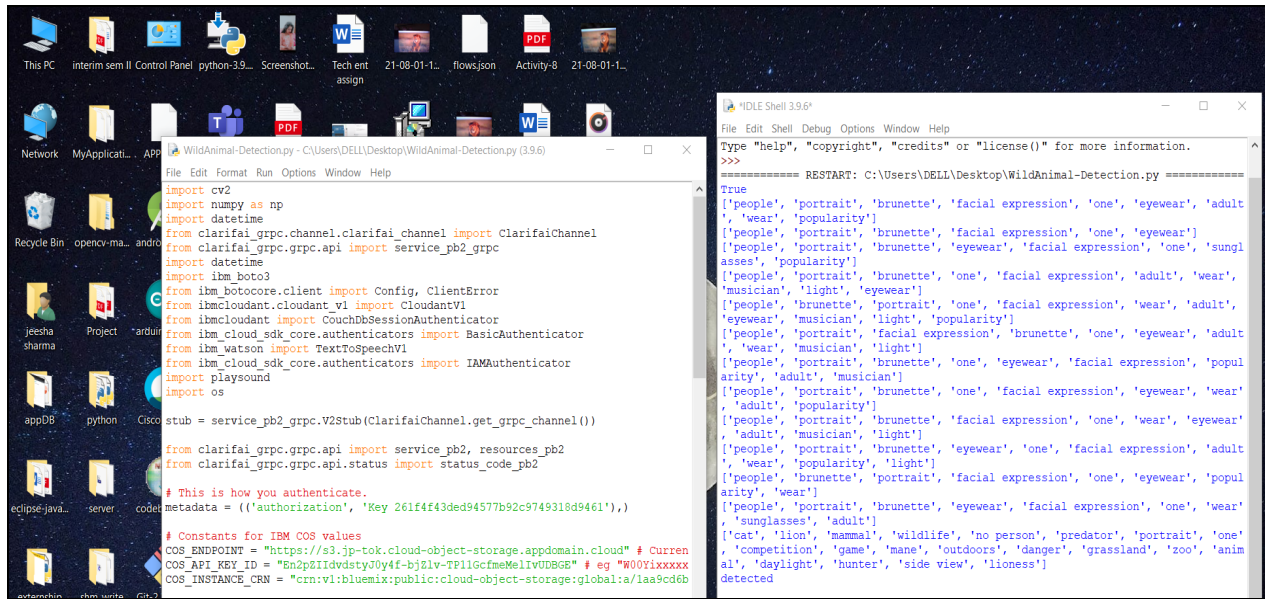 This PC
interim sem II
Control Panel
python-3.9....
Screenshot...
Tech ent
assign
21-08-01-1...
flows.json
Activity-8
21-08-01-1...
PDF
Network
MyApplicati...
APP
PDF
Recycle Bin
opencv-ma...
andro
jeesha
sharma
Project
arduin
appDB
python
Cisco
eclipse-java...
server
codeb
externship
shm write
Git-2
WildAnimal-Detection.py - C:\Users\DELL\Desktop\WildAnimal-Detection.py (3.9.6)
File Edit Format Run Options Window Help
import cv2
import numpy as np
import datetime
from clarifai_grpc.channel.clarifai_channel import ClarifaiChannel
from clarifai_grpc.grpc.api import service_pb2_grpc
import datetime
import ibm_boto3
from ibm_botocore.client import Config, ClientError
from ibmcloudant.cloudant_v1 import CloudantV1
from ibmcloudant import CouchDbSessionAuthenticator
from ibm_cloud_sdk_core.authenticators import BasicAuthenticator
from ibm_watson import TextToSpeechV1
from ibm_cloud_sdk_core.authenticators import IAMAuthenticator
import playsound
import os
stub = service_pb2_grpc.V2Stub(ClarifaiChannel.get_grpc_channel())
from clarifai_grpc.grpc.api import service_pb2, resources_pb2
from clarifai_grpc.grpc.api.status import status_code_pb2
# This is how you authenticate.
metadata = (('authorization', 'Key 261f4f43ded94577b92c9749318d9461'),)
# Constants for IBM COS values
COS_ENDPOINT = "https://s3.jp-tok.cloud-object-storage.appdomain.cloud" # Curren
COS_API_KEY_ID = "En2pZIIdvdstyJ0y4f-bjZlv-TP11GcfmeMelIvUDBGE" # eg "W00Yixxxxx
COS_INSTANCE_CRN = "crn:v1:bluemix:public:cloud-object-storage:global:a/1aa9cd6b
*IDLE Shell 3.9.6*
File Edit Shell Debug Options Window Help
Type "help", "copyright", "credits" or "license()" for more information.
>>>
============ RESTART: C:\Users\DELL\Desktop\WildAnimal-Detection.py ============
True
['people', 'portrait', 'brunette', 'facial expression', 'one', 'eyewear', 'adult
', 'wear', 'popularity']
['people', 'portrait', 'brunette', 'facial expression', 'one', 'eyewear']
['people', 'portrait', 'brunette', 'eyewear', 'facial expression', 'one', 'sungl
asses', 'popularity']
['people', 'portrait', 'brunette', 'one', 'facial expression', 'adult', 'wear',
'musician', 'light', 'eyewear']
['people', 'brunette', 'portrait', 'one', 'facial expression', 'wear', 'adult',
'eyewear', 'musician', 'light', 'popularity']
['people', 'portrait', 'facial expression', 'brunette', 'one', 'eyewear', 'adult
', 'wear', 'musician', 'light']
['people', 'portrait', 'brunette', 'one', 'eyewear', 'facial expression', 'popul
arity', 'adult', 'musician']
['people', 'portrait', 'brunette', 'one', 'facial expression', 'eyewear', 'wear'
, 'adult', 'popularity']
['people', 'portrait', 'brunette', 'facial expression', 'one', 'wear', 'eyewear'
, 'adult', 'musician', 'light']
['people', 'portrait', 'brunette', 'eyewear', 'one', 'facial expression', 'adult
', 'wear', 'popularity', 'light']
['people', 'brunette', 'portrait', 'facial expression', 'one', 'eyewear', 'popul
arity', 'wear']
['people', 'portrait', 'brunette', 'facial expression', 'one', 'eyewear', 'wear'
, 'sunglasses', 'adult']
['cat', 'lion', 'mammal', 'wildlife', 'no person', 'predator', 'portrait', 'one'
, 'competition', 'game', 'mane', 'outdoors', 'danger', 'grassland', 'zoo', 'anim
al', 'daylight', 'hunter', 'side view', 'lioness']
detected